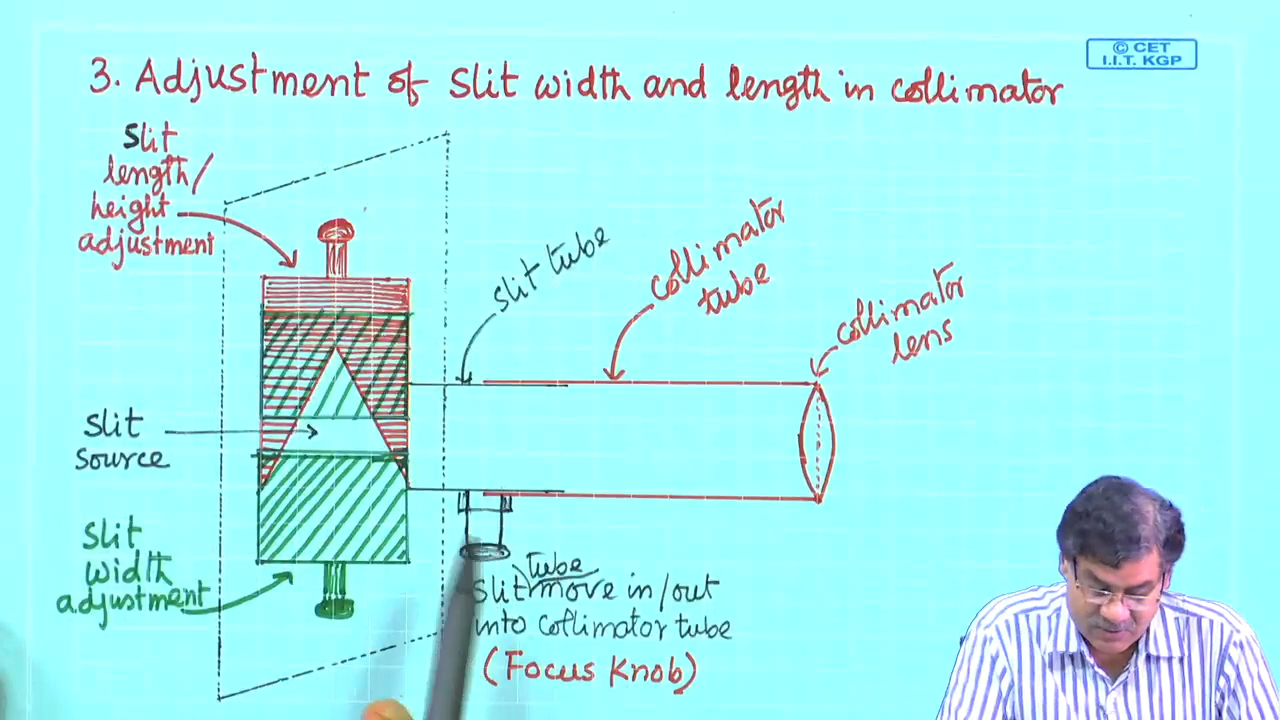 © CET
I.I.T. KGP
3. Adjustment of slit width and length in collimator
Slit
length/
height
adjustment
slit tube
collimator
tube
collimator
lens
slit
source
slit
width
adjustment
tube
slit move in/out
into collimator tube
(Focus Knob)